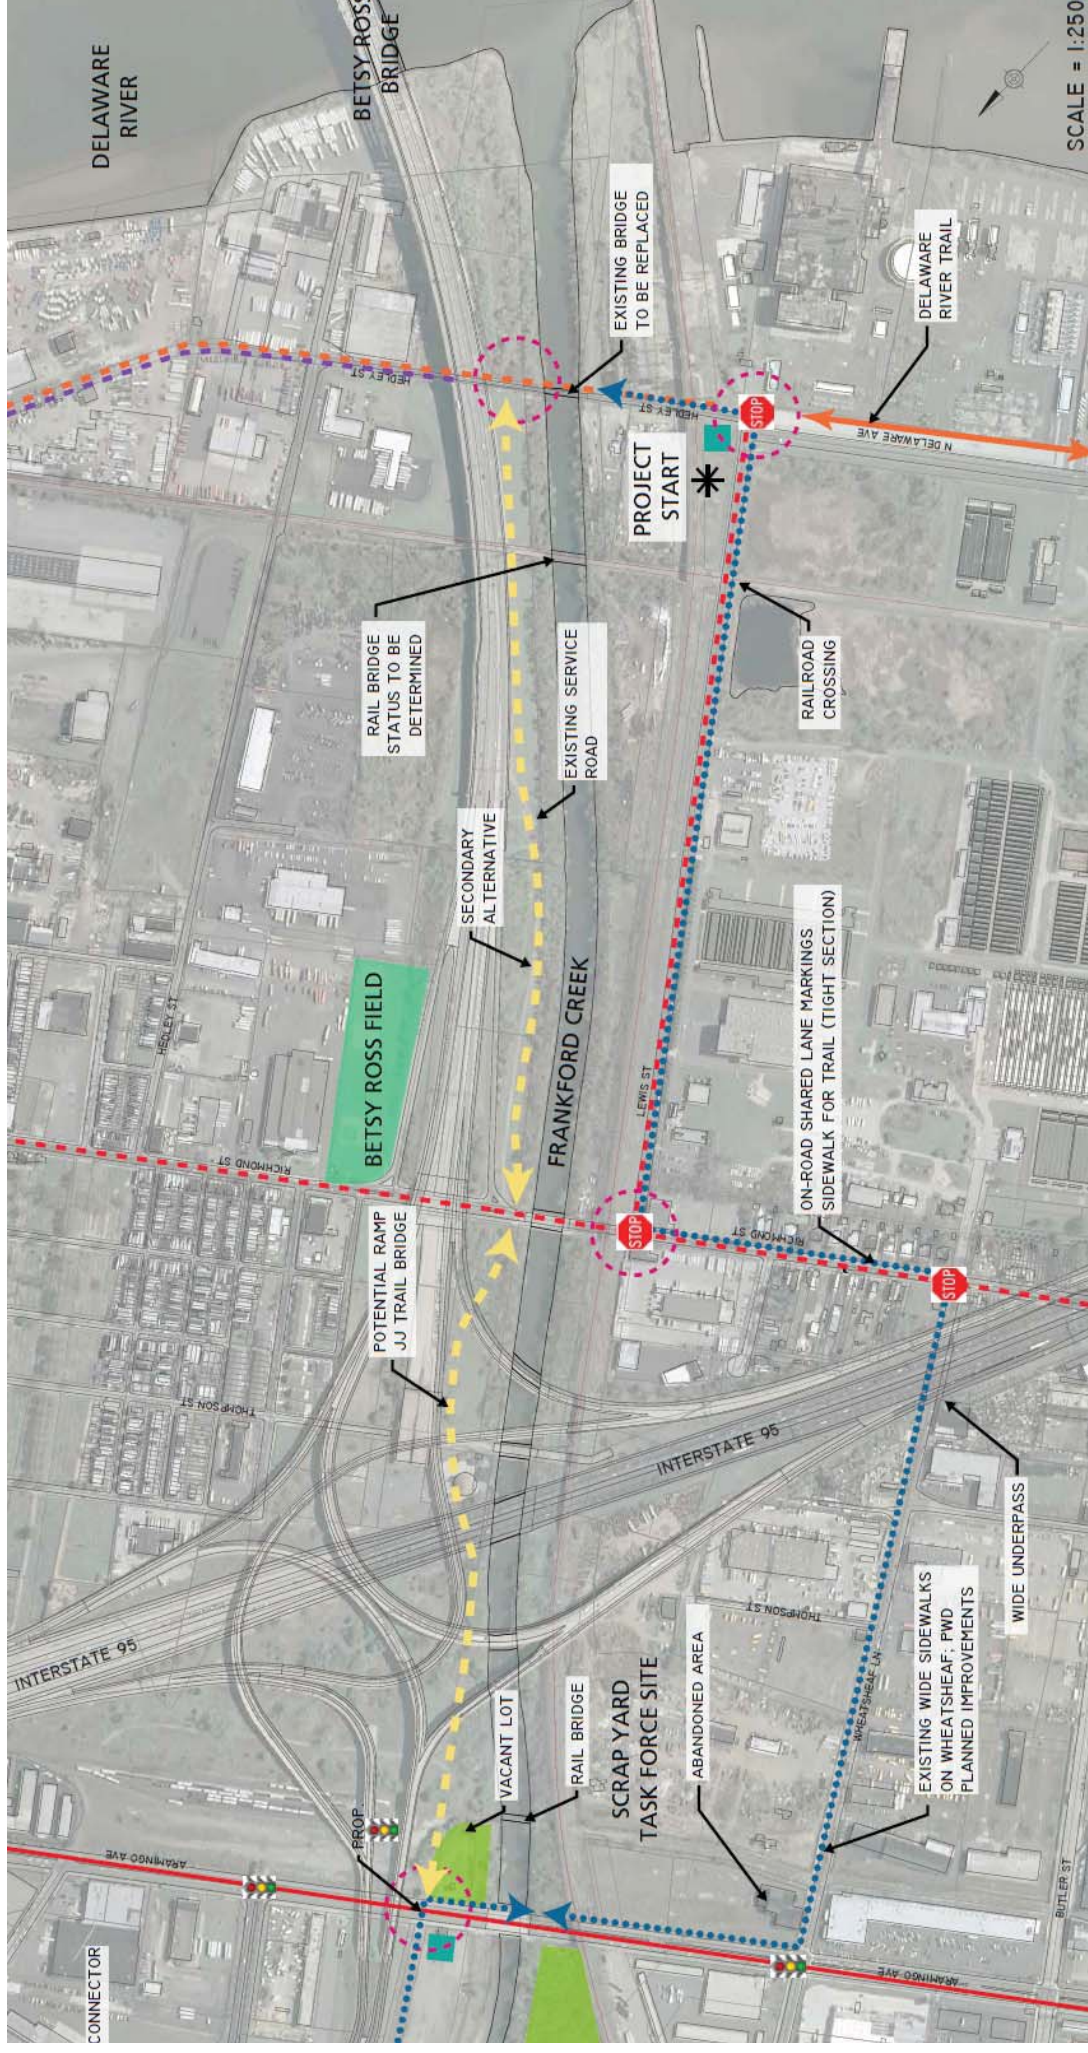 DELAWARE
RIVER
BETSY ROSS
BRIDGE
HEDLEY ST
EXISTING BRIDGE
TO BE REPLACED
HEDLEY ST
PROJECT
START
STOP
N DELAWARE AVE
DELAWARE
RIVER TRAIL
SCALE = 1:250
RAIL BRIDGE
STATUS TO BE
DETERMINED
EXISTING SERVICE
ROAD
RAILROAD
CROSSING
SECONDARY
ALTERNATIVE
HEDLEY ST
BETSY ROSS FIELD
FRANKFORD CREEK
LEWIS ST
ON-ROAD SHARED LANE MARKINGS
SIDEWALK FOR TRAIL (TIGHT SECTION)
RICHMOND ST
STOP
RICHMOND ST
STOP
POTENTIAL RAMP
JJ TRAIL BRIDGE
THOMPSON ST
INTERSTATE 95
INTERSTATE 95
WIDE UNDERPASS
THOMPSON ST
VACANT LOT
RAIL BRIDGE
SCRAP YARD
TASK FORCE SITE
ABANDONED AREA
WHEATSHEAF LN
EXISTING WIDE SIDEWALKS
ON WHEATSHEAF; PWD
PLANNED IMPROVEMENTS
PROP.
ARAMINGO AVE
BUTLER ST
ARAMINGO AVE
CONNECTOR